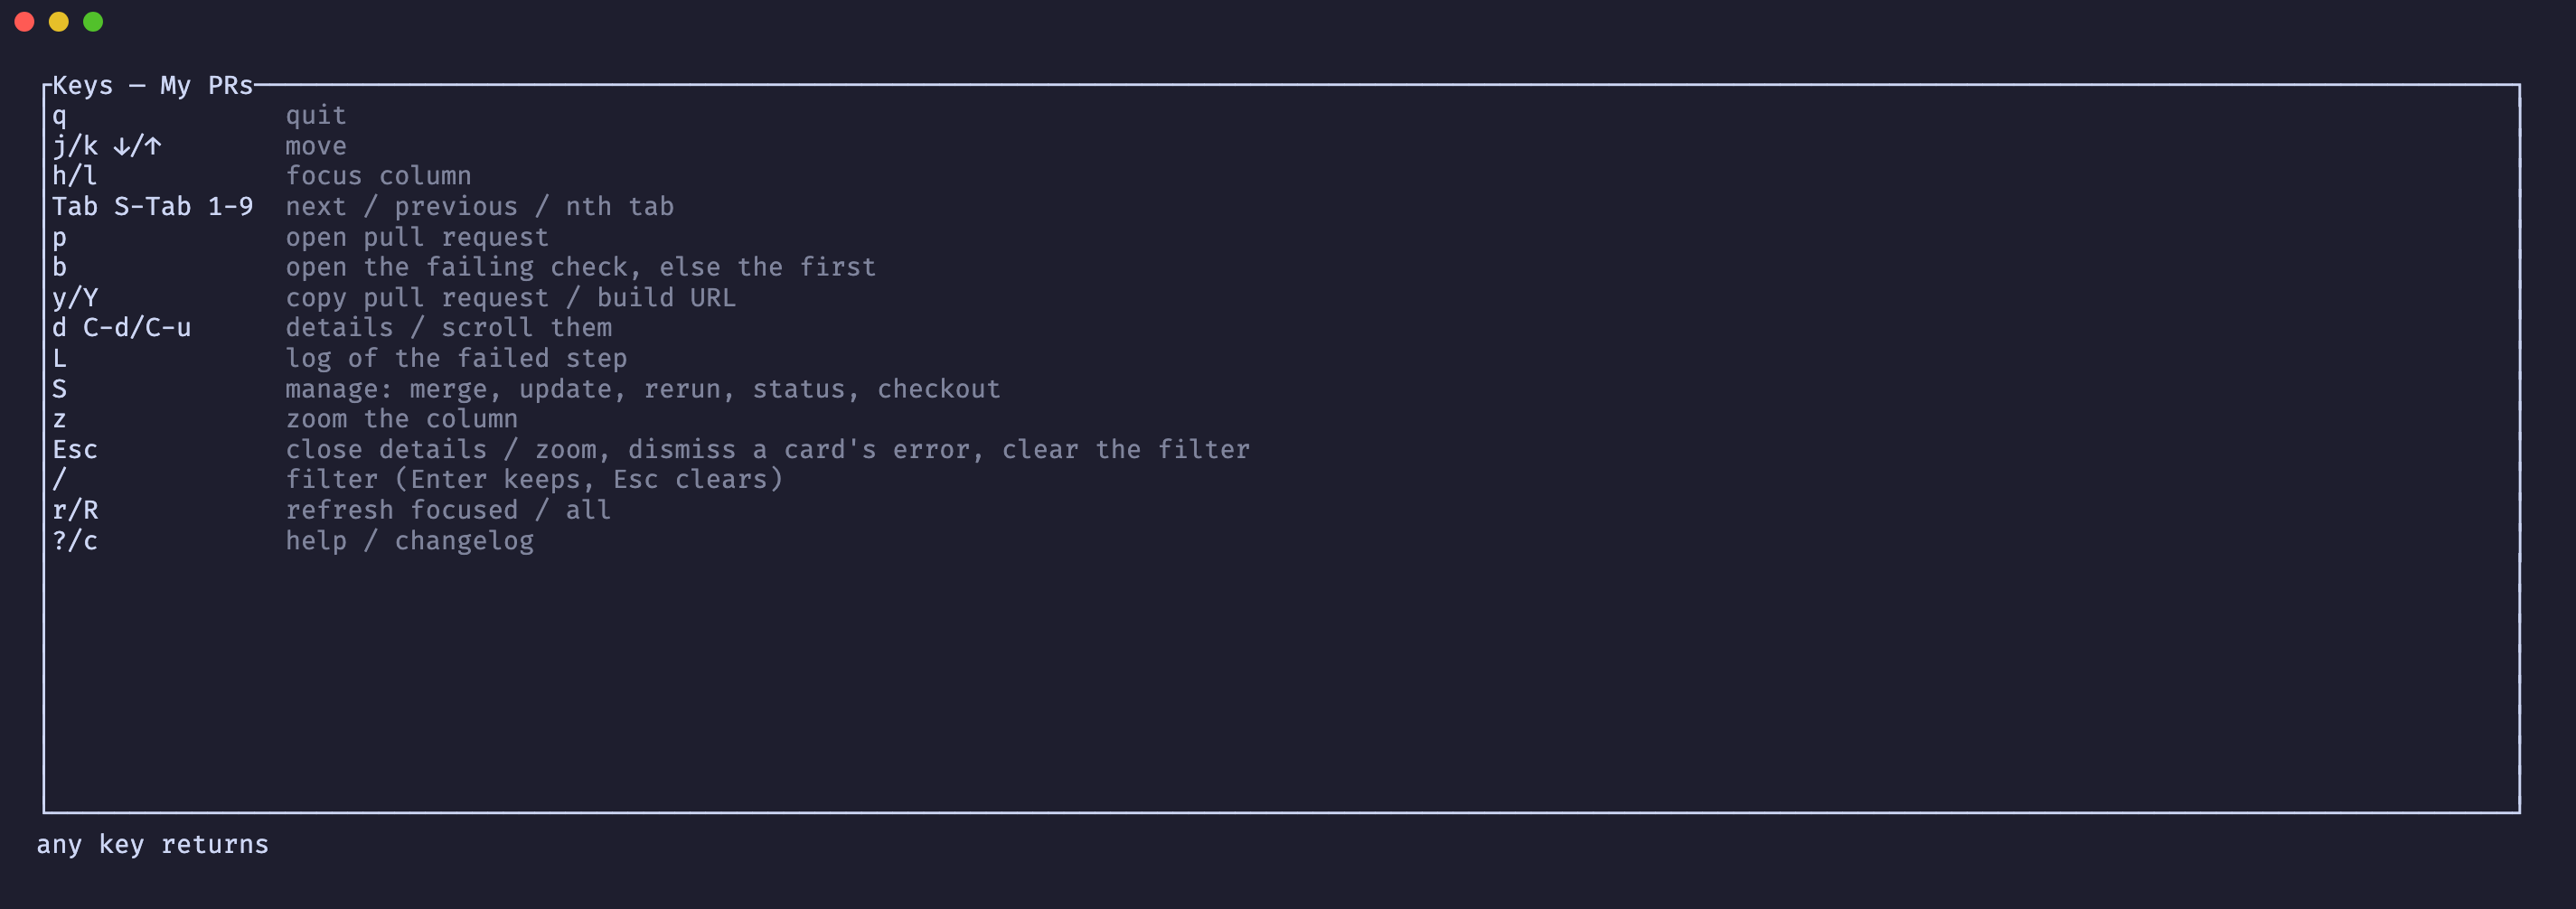 Keys — My PRs
q quit
j/k ↓/↑ move
h/l focus column
Tab S-Tab 1-9 next / previous / nth tab
p open pull request
b open the failing check, else the first
y/Y copy pull request / build URL
d C-d/C-u details / scroll them
L log of the failed step
S manage: merge, update, rerun, status, checkout
z zoom the column
Esc close details / zoom, dismiss a card's error, clear the filter
/ filter (Enter keeps, Esc clears)
r/R refresh focused / all
?/c help / changelog
any key returns